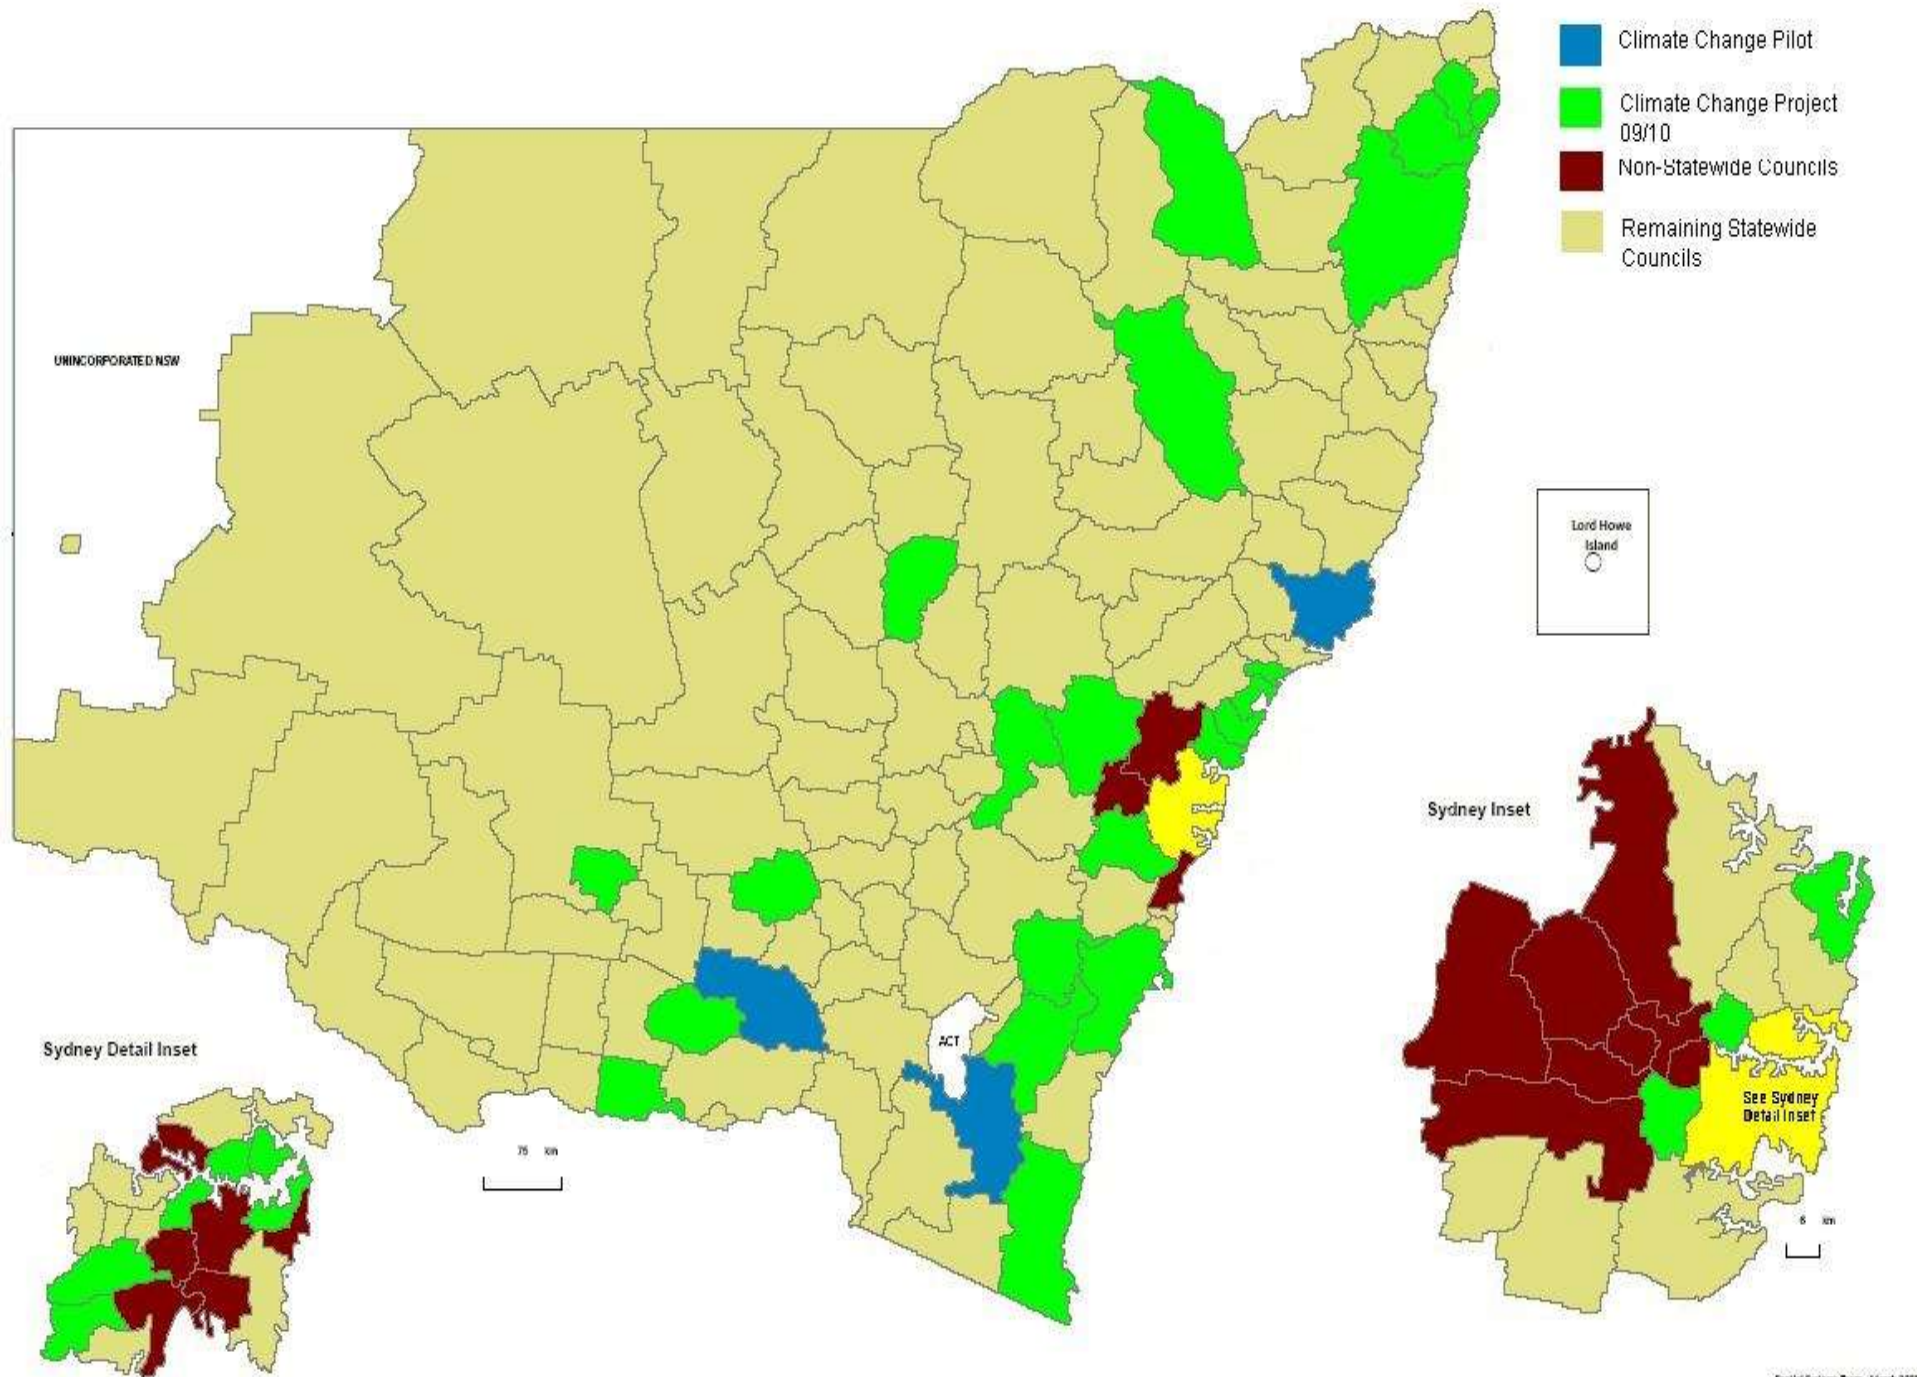 Climate Change Pilot
Climate Change Project
09/10
Non-Statewide Councils
Remaining Statewide
Councils
UNINCORPORATED NSW
Lord Howe
Island
Sydney Inset
ACT
Sydney Detail Inset
See Sydney
Detail Inset
75 km
6 km